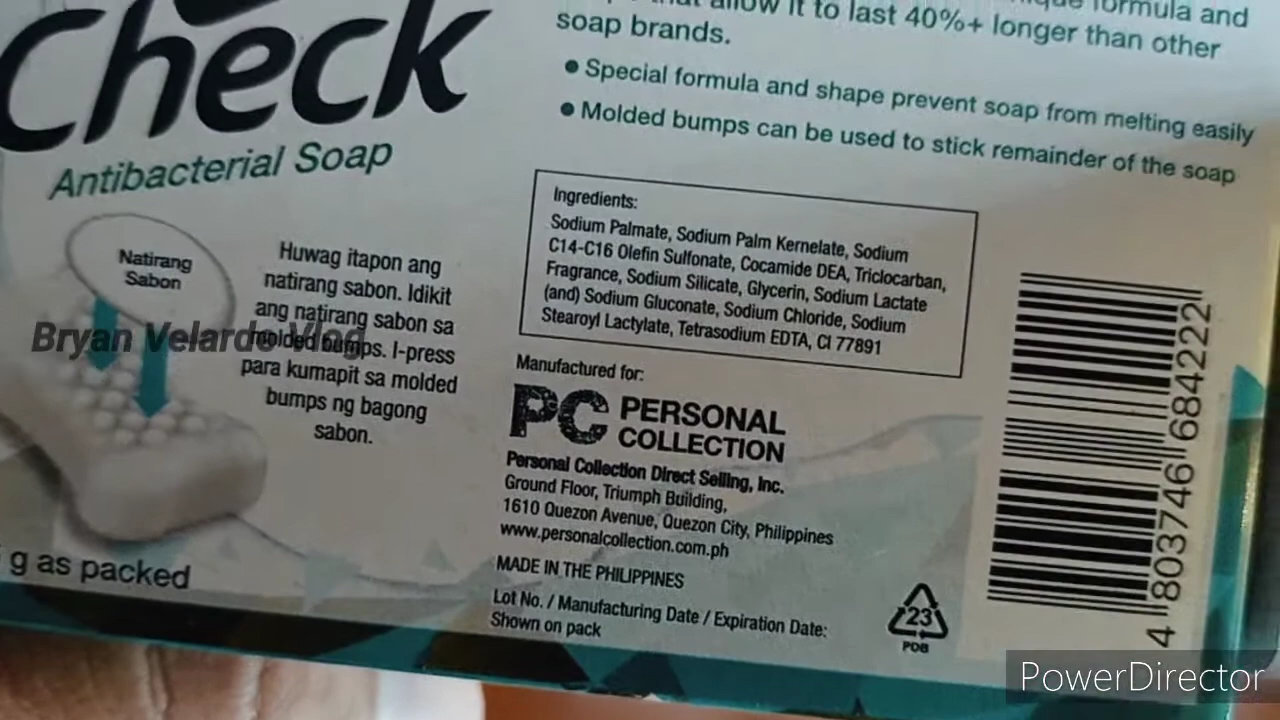 Check
Antibacterial Soap
Natirang
Sabon
Huwag itapon ang
natirang sabon. Idikit
ang natirang sabon sa
molded bumps. I-press
para kumapit sa molded
bumps ng bagong
sabon.
g as packed
formula and
that allow it to last 40%+ longer than other
soap brands.
• Special formula and shape prevent soap from melting easily
• Molded bumps can be used to stick remainder of the soap
Ingredients:
Sodium Palmate, Sodium Palm Kernelate, Sodium
C14-C16 Olefin Sulfonate, Cocamide DEA, Triclocarban,
Fragrance, Sodium Silicate, Glycerin, Sodium Lactate
(and) Sodium Gluconate, Sodium Chloride, Sodium
Stearoyl Lactylate, Tetrasodium EDTA, CI 77891
Manufactured for:
PC PERSONAL
COLLECTION
Personal Collection Direct Selling, Inc.
Ground Floor, Triumph Building,
1610 Quezon Avenue, Quezon City, Philippines
www.personalcollection.com.ph
MADE IN THE PHILIPPINES
Lot No. / Manufacturing Date / Expiration Date:
Shown on pack
23
4 803746 684222
Bryan Velardo Vlog
PowerDirector